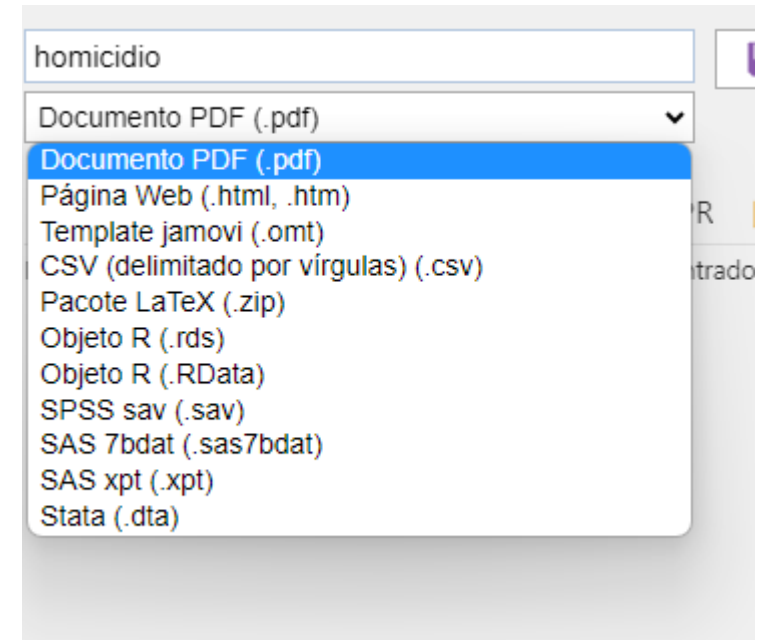 homicidio
Documento PDF (.pdf)
Documento PDF (.pdf)
Página Web (.html, .htm)
Template jamovi (.omt)
CSV (delimitado por vírgulas) (.csv)
Pacote LaTeX (.zip)
Objeto R (.rds)
Objeto R (.RData)
SPSS sav (.sav)
SAS 7bdat (.sas7bdat)
SAS xpt (.xpt)
Stata (.dta)